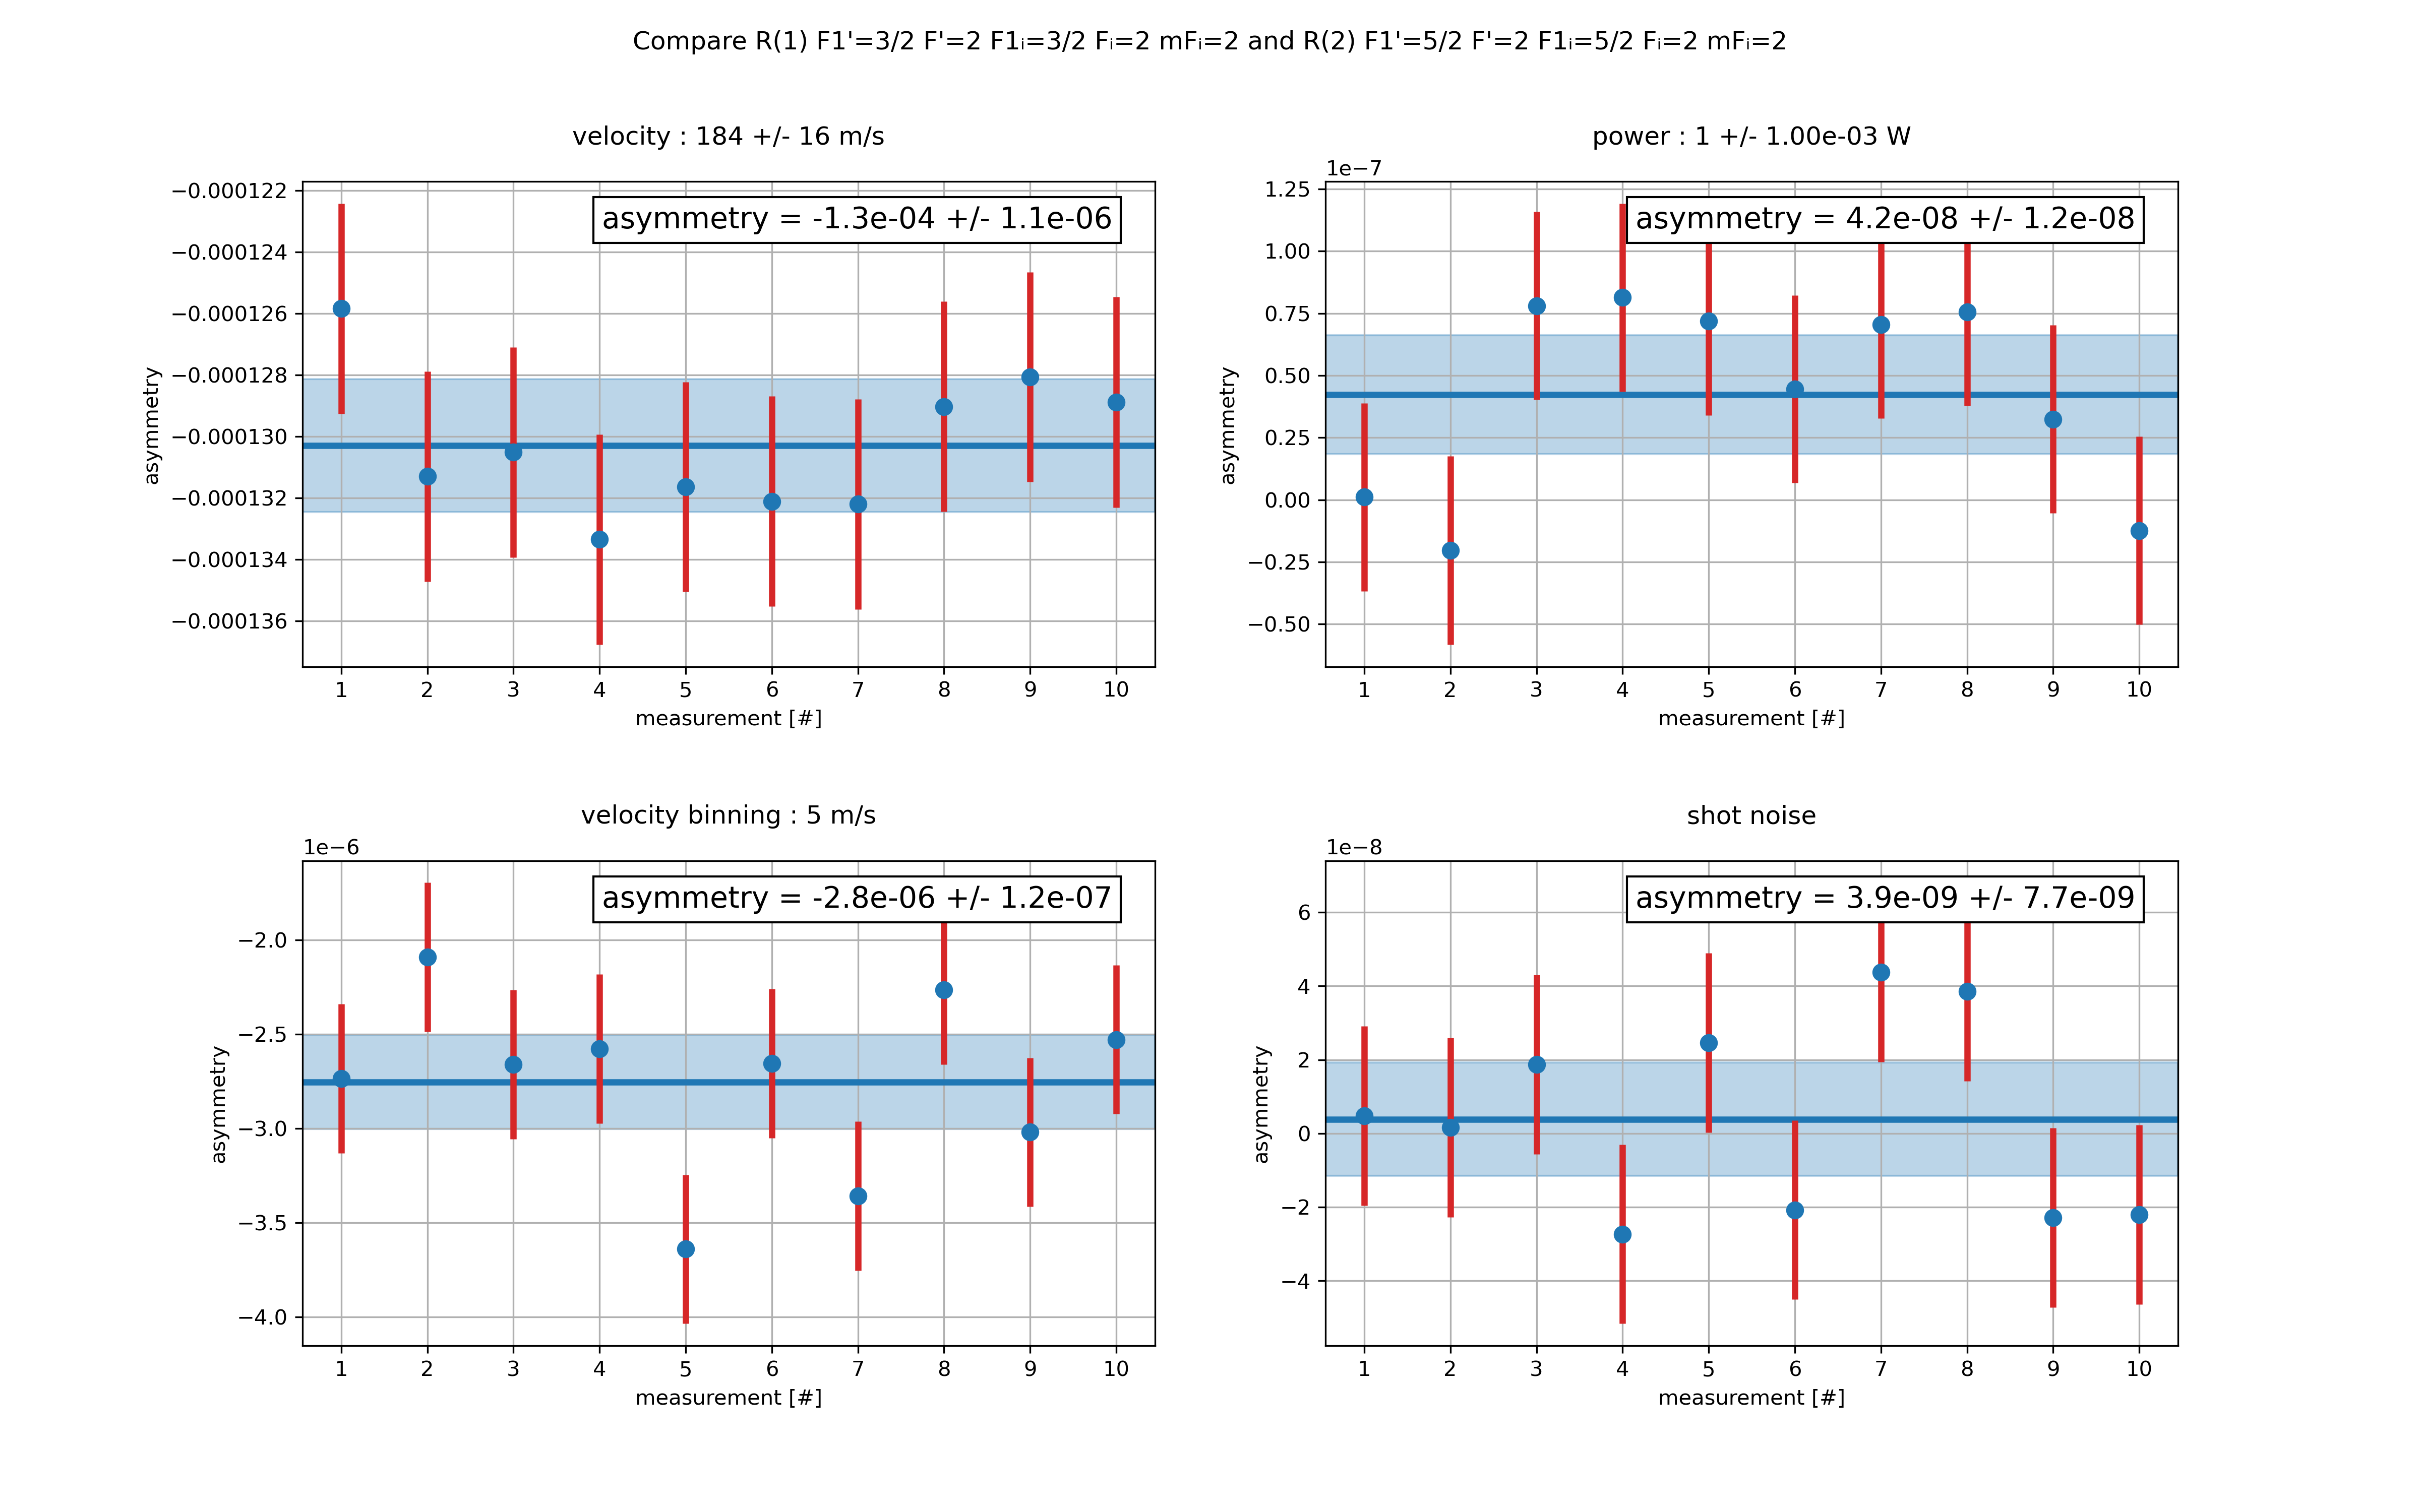 Compare R(1) F1'=3/2 F'=2 F1ᵢ=3/2 Fᵢ=2 mFᵢ=2 and R(2) F1'=5/2 F'=2 F1ᵢ=5/2 Fᵢ=2 mFᵢ=2
velocity : 184 +/- 16 m/s
asymmetry = -1.3e-04 +/- 1.1e-06
−0.000122
−0.000124
−0.000126
−0.000128
−0.000130
−0.000132
−0.000134
−0.000136
asymmetry
1 2 3 4 5 6 7 8 9 10
measurement [#]
power : 1 +/- 1.00e-03 W
1e−7
asymmetry = 4.2e-08 +/- 1.2e-08
1.25
1.00
0.75
0.50
0.25
0.00
−0.25
−0.50
asymmetry
1 2 3 4 5 6 7 8 9 10
measurement [#]
velocity binning : 5 m/s
1e−6
asymmetry = -2.8e-06 +/- 1.2e-07
−2.0
−2.5
−3.0
−3.5
−4.0
asymmetry
1 2 3 4 5 6 7 8 9 10
measurement [#]
shot noise
1e−8
asymmetry = 3.9e-09 +/- 7.7e-09
6
4
2
0
−2
−4
asymmetry
1 2 3 4 5 6 7 8 9 10
measurement [#]